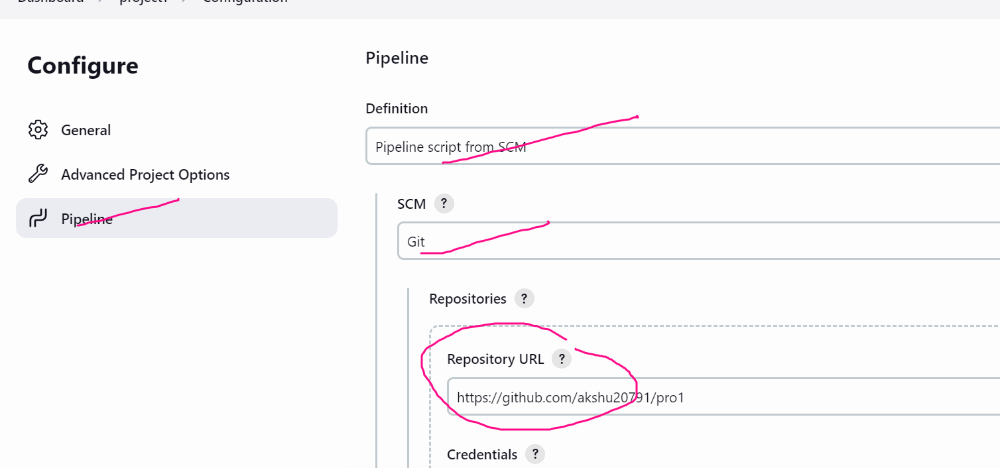 Dashboard > project1 > Configuration
Configure
General
Advanced Project Options
Pipeline
Pipeline
Definition
Pipeline script from SCM
SCM ?
Git
Repositories ?
Repository URL ?
https://github.com/akshu20791/pro1
Credentials ?